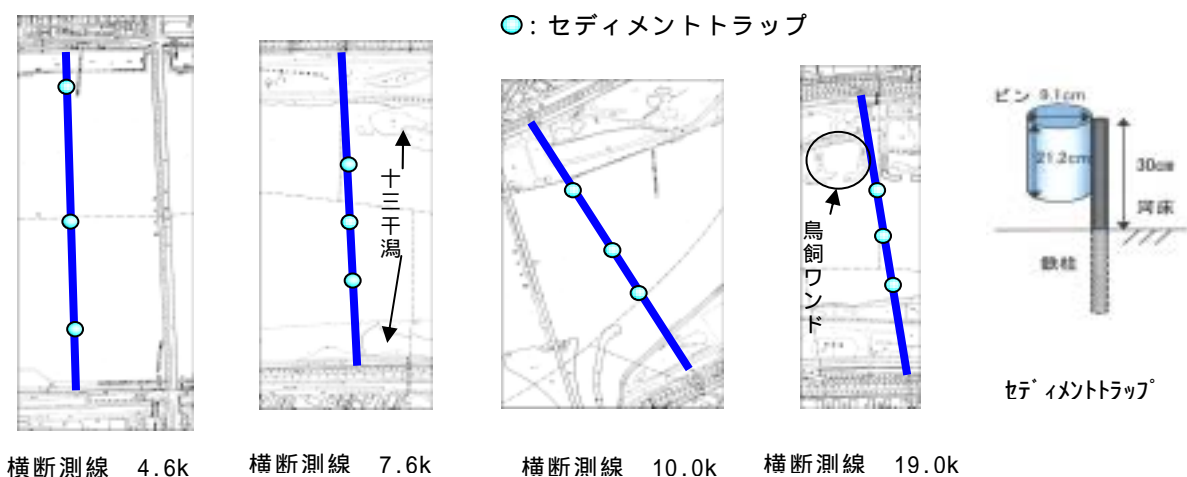 ：セディメントトラップ
十三干潟
鳥飼ワンド
ビン 9.1cm
21.2cm
30cm
河床
鉄柱
ｾﾃﾞｨﾒﾝﾄﾄﾗｯﾌﾟ
横断測線　4.6k
横断測線　7.6k
横断測線　10.0k
横断測線　19.0k